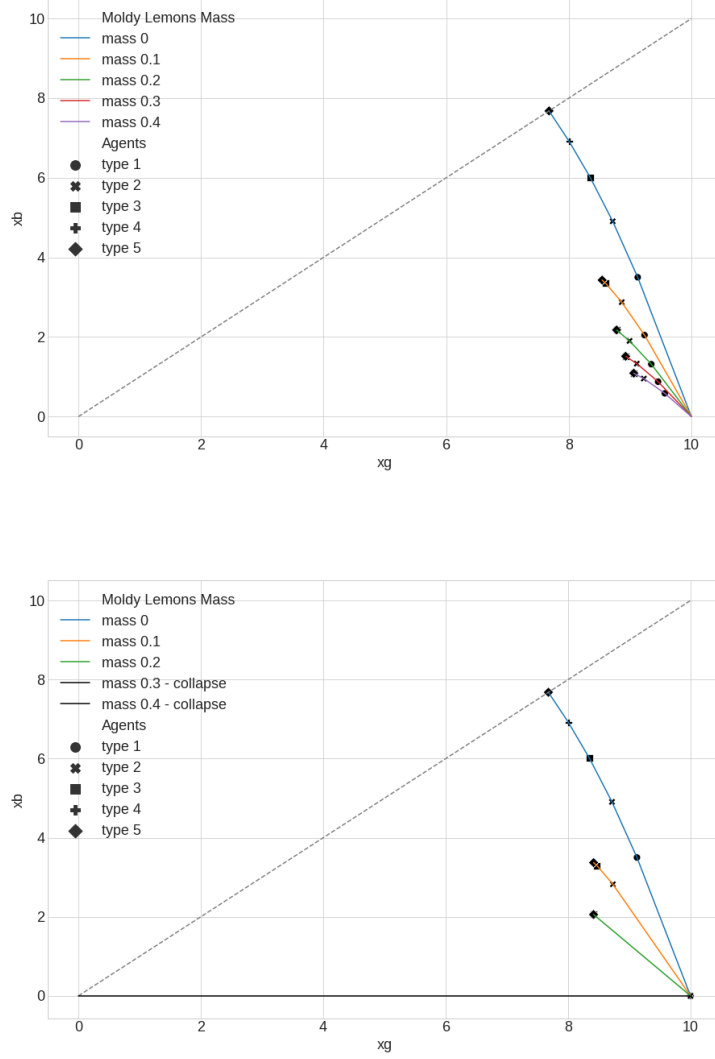 10
8
6
4
2
0
xb
Moldy Lemons Mass
mass 0
mass 0.1
mass 0.2
mass 0.3
mass 0.4
Agents
type 1
type 2
type 3
type 4
type 5
0 2 4 6 8 10
xg
10
8
6
4
2
0
xb
Moldy Lemons Mass
mass 0
mass 0.1
mass 0.2
mass 0.3 - collapse
mass 0.4 - collapse
Agents
type 1
type 2
type 3
type 4
type 5
0 2 4 6 8 10
xg